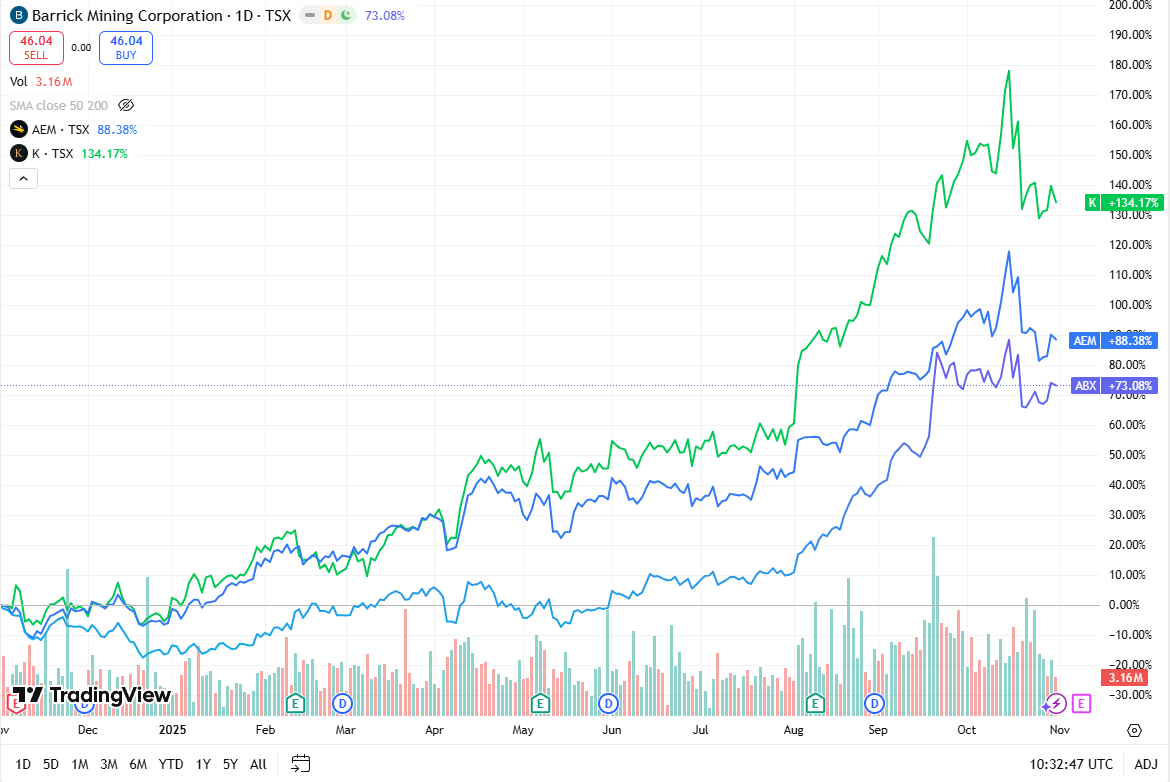 B Barrick Mining Corporation · 1D · TSX D 73.08%
46.04 SELL 0.00 46.04 BUY
Vol 3.16 M
SMA close 50 200
AEM · TSX 88.38%
K K · TSX 134.17%
200.00%
190.00%
180.00%
170.00%
160.00%
150.00%
140.00%
K +134.17%
130.00%
120.00%
110.00%
100.00%
AEM +88.38%
80.00%
ABX +73.08%
70.00%
60.00%
50.00%
40.00%
30.00%
20.00%
10.00%
0.00%
−10.00%
−20.00%
3.16 M
−30.00%
TradingView
E D E D E D E D E
Dec 2025 Feb Mar Apr May Jun Jul Aug Sep Oct Nov
1D 5D 1M 3M 6M YTD 1Y 5Y All 10:32:47 UTC ADJ